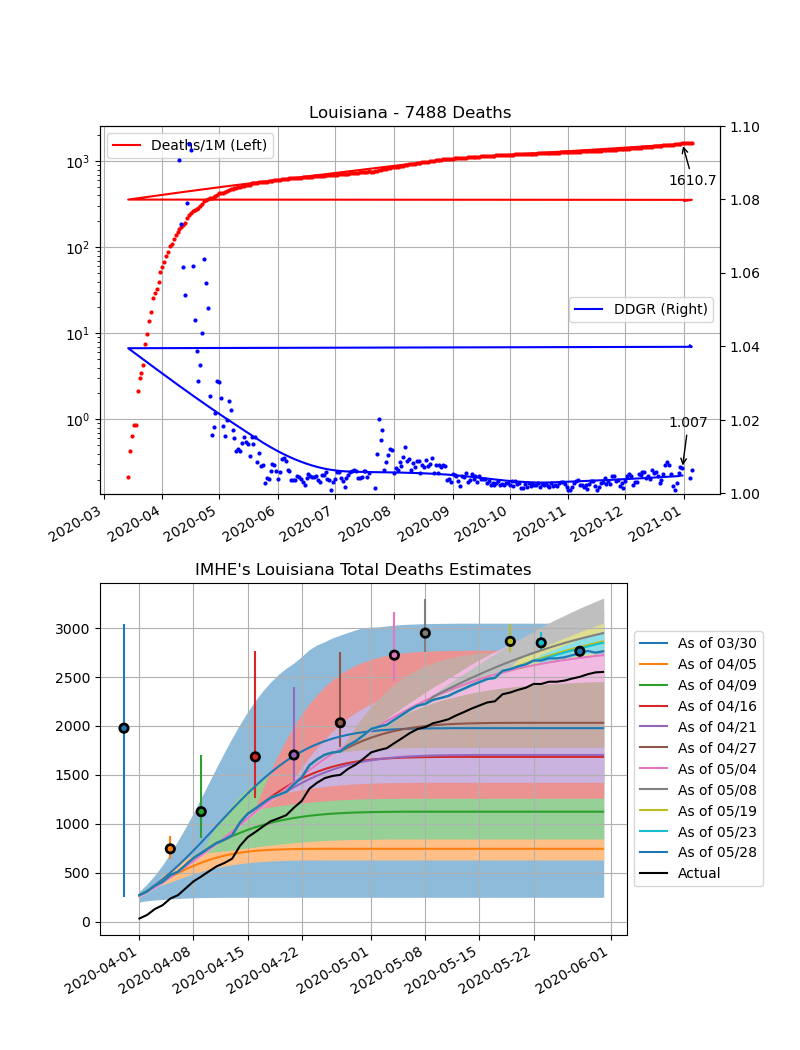 Louisiana - 7488 Deaths
Deaths/1M (Left)
DDGR (Right)
1610.7
1.007
10³
10²
10¹
10⁰
1.10
1.08
1.06
1.04
1.02
1.00
2020-03
2020-04
2020-05
2020-06
2020-07
2020-08
2020-09
2020-10
2020-11
2020-12
2021-01
IMHE's Louisiana Total Deaths Estimates
3000
2500
2000
1500
1000
500
0
2020-04-01
2020-04-08
2020-04-15
2020-04-22
2020-05-01
2020-05-08
2020-05-15
2020-05-22
2020-06-01
As of 03/30
As of 04/05
As of 04/09
As of 04/16
As of 04/21
As of 04/27
As of 05/04
As of 05/08
As of 05/19
As of 05/23
As of 05/28
Actual